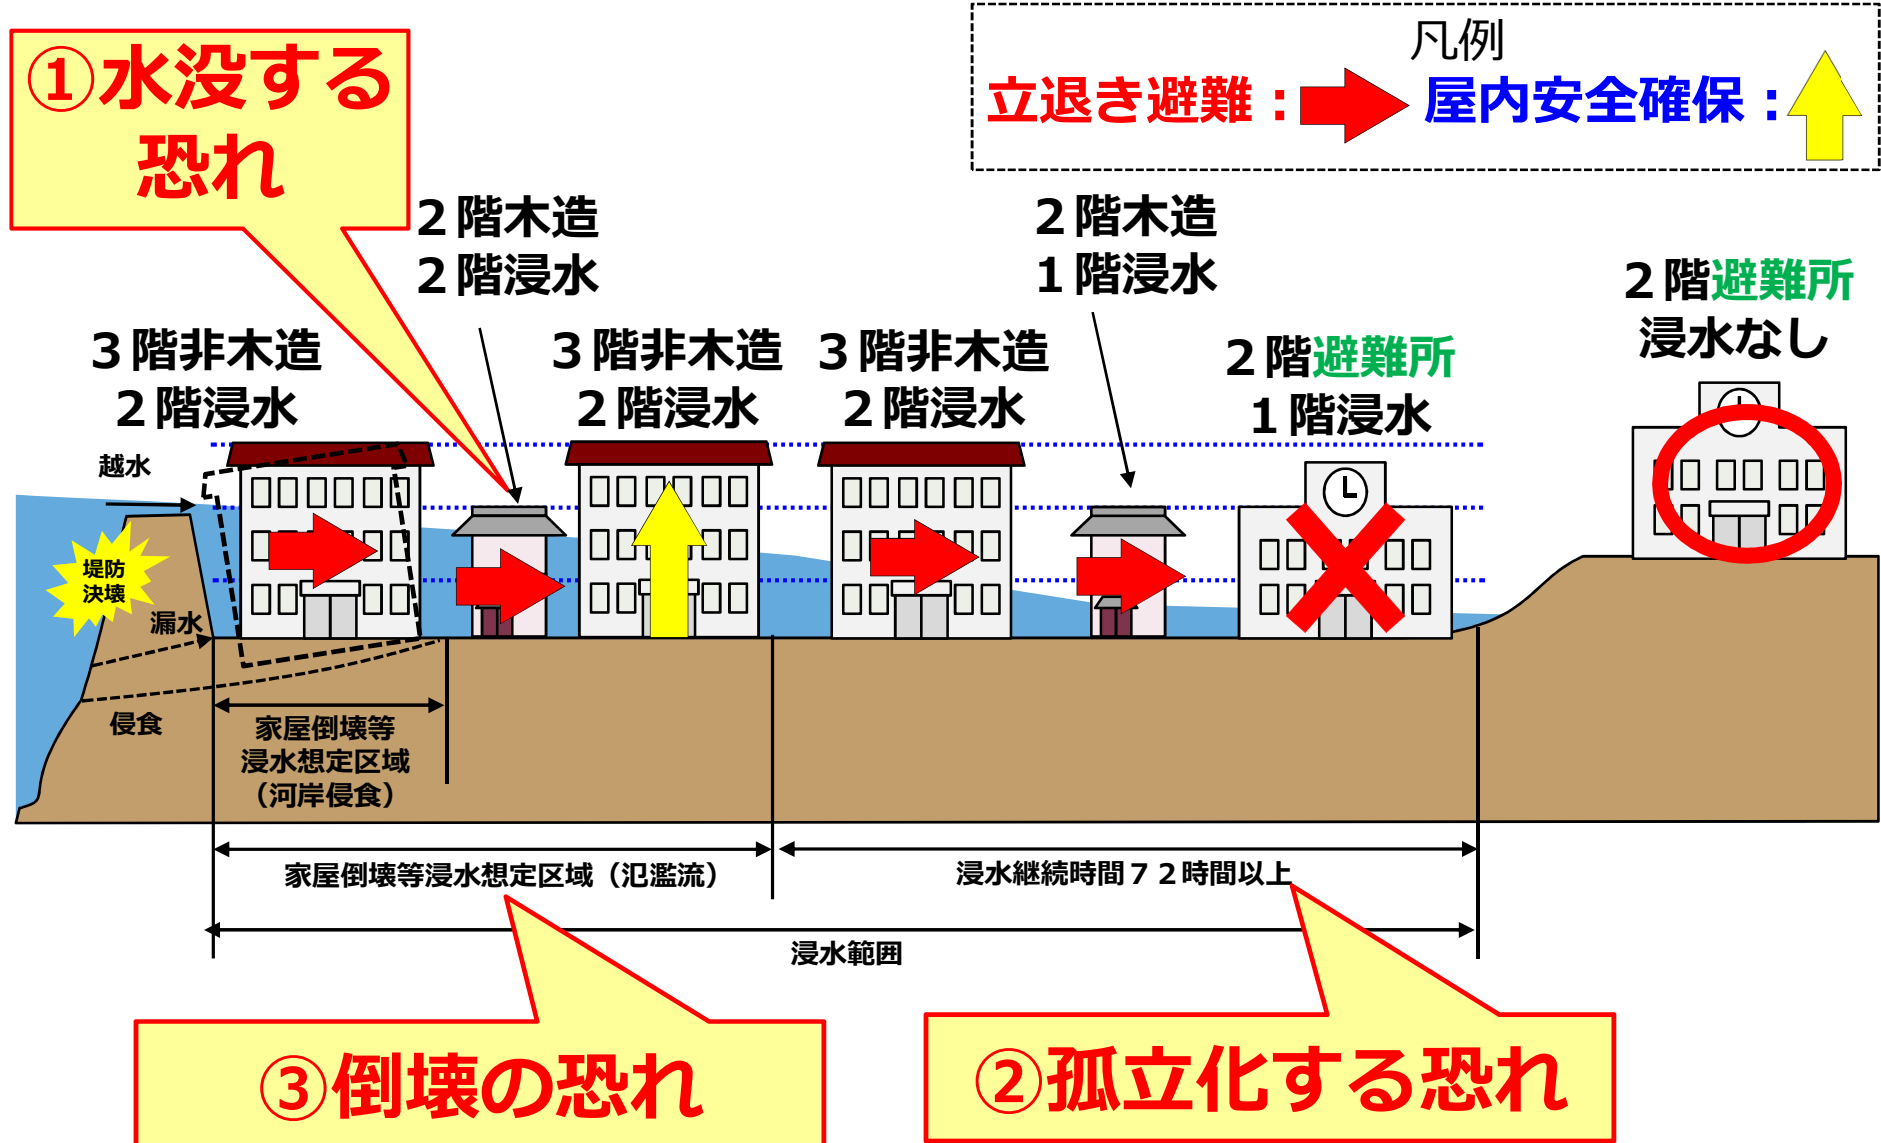 ①水没する
恐れ
凡例
立退き避難：
屋内安全確保：
２階木造
２階浸水
２階木造
１階浸水
２階避難所
浸水なし
３階非木造
２階浸水
３階非木造
２階浸水
３階非木造
２階浸水
２階避難所
１階浸水
越水
堤防
決壊
漏水
侵食
家屋倒壊等
浸水想定区域
（河岸侵食）
家屋倒壊等浸水想定区域（氾濫流）
浸水継続時間７２時間以上
浸水範囲
③倒壊の恐れ
②孤立化する恐れ